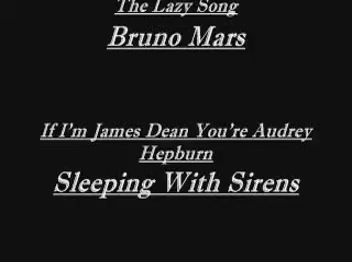 The Lazy Song
Bruno Mars
If I'm James Dean You're Audrey
Hepburn
Sleeping With Sirens